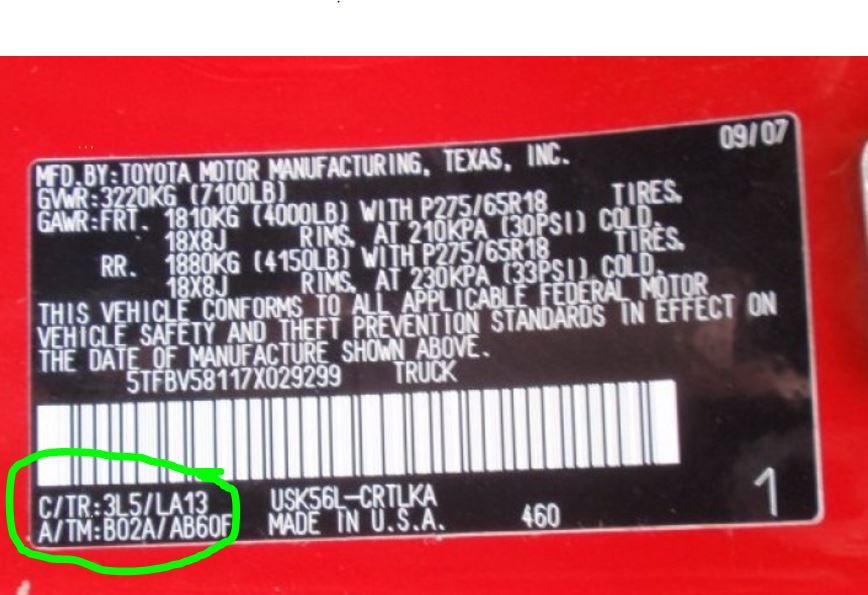 09/07
MFD.BY:TOYOTA MOTOR MANUFACTURING, TEXAS, INC.
GVWR:3220KG (7100LB)
GAWR:FRT. 1810KG (4000LB) WITH P275/65R18 TIRES,
18X8J RIMS, AT 210KPA (30PSI) COLD.
RR. 1880KG (4150LB) WITH P275/65R18 TIRES,
18X8J RIMS, AT 230KPA (33PSI) COLD.
THIS VEHICLE CONFORMS TO ALL APPLICABLE FEDERAL MOTOR
VEHICLE SAFETY AND THEFT PREVENTION STANDARDS IN EFFECT ON
THE DATE OF MANUFACTURE SHOWN ABOVE.
5TFBV58117X029299 TRUCK
C/TR:3L5/LA13 USK56L-CRTLKA
A/TM:B02A/AB60F MADE IN U.S.A. 460
1